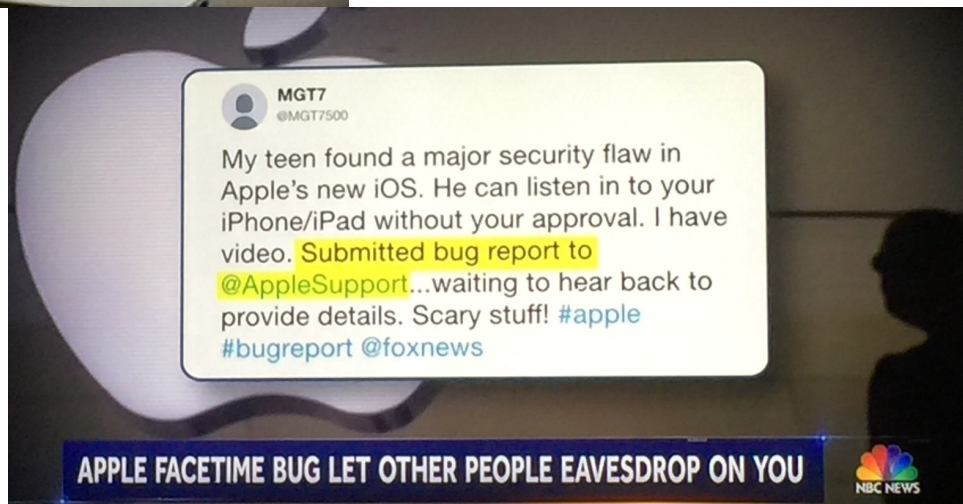 MGT7
@MGT7500
My teen found a major security flaw in
Apple's new iOS. He can listen in to your
iPhone/iPad without your approval. I have
video. Submitted bug report to
@AppleSupport...waiting to hear back to
provide details. Scary stuff! #apple
#bugreport @foxnews
APPLE FACETIME BUG LET OTHER PEOPLE EAVESDROP ON YOU
NBC NEWS